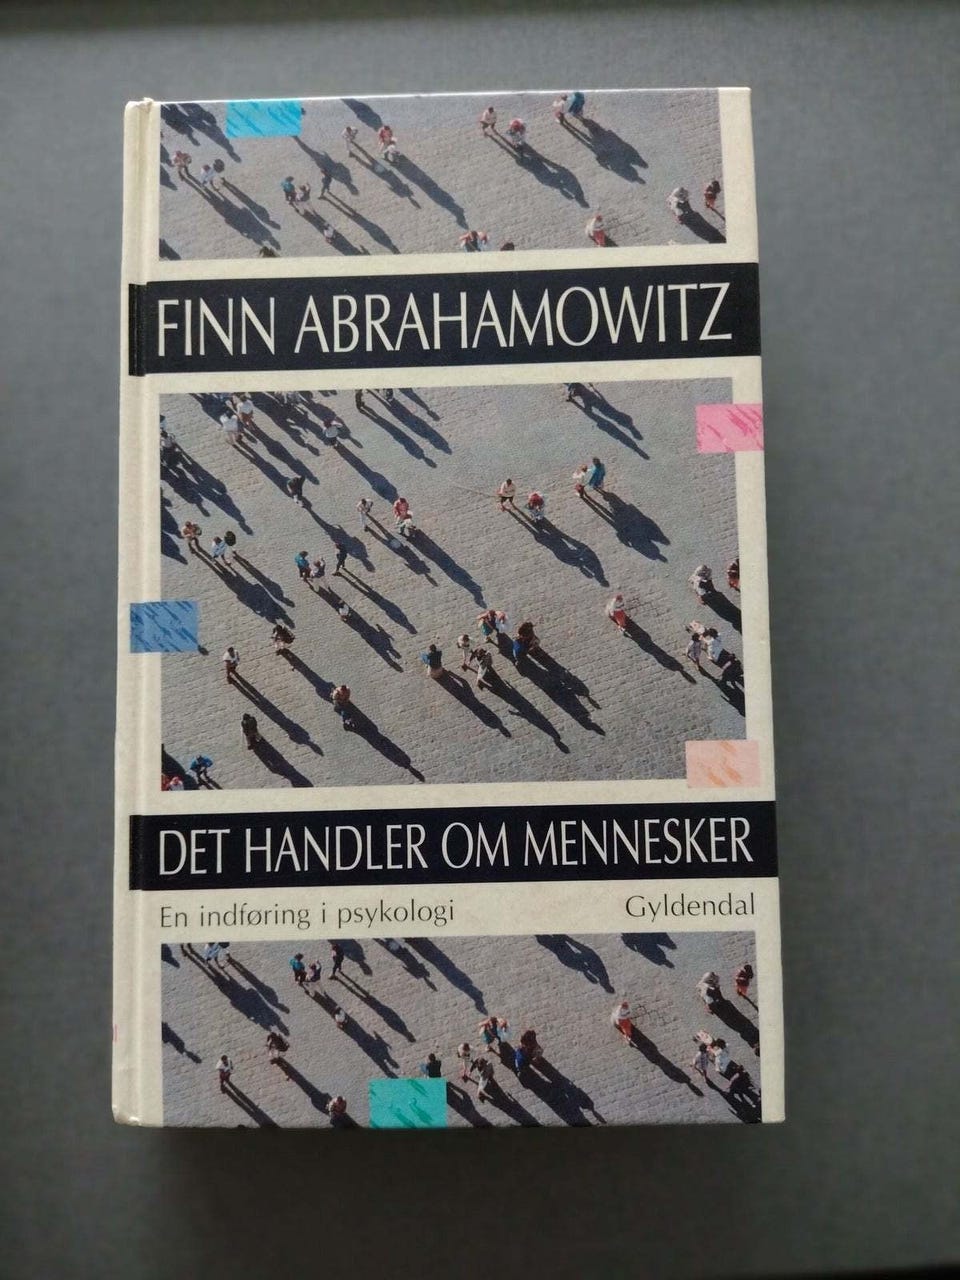 FINN ABRAHAMOWITZ
DET HANDLER OM MENNESKER
En indføring i psykologi
Gyldendal